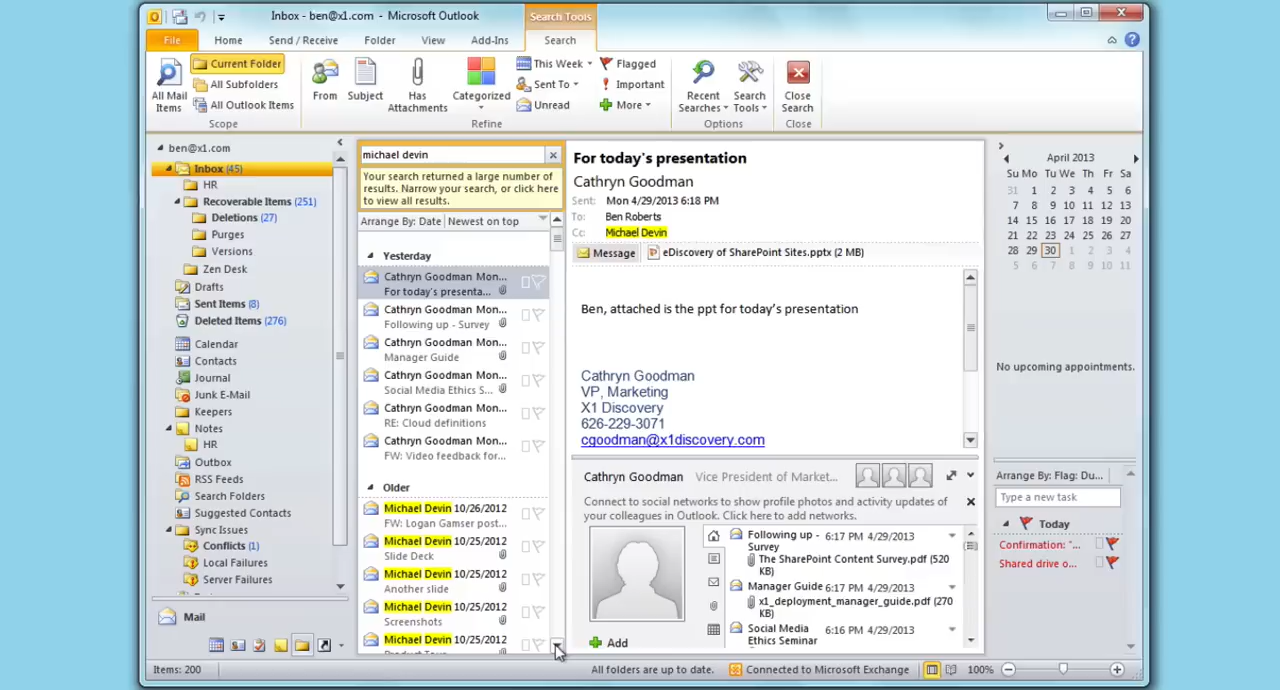 Inbox - ben@x1.com - Microsoft Outlook
Search Tools
File Home Send / Receive Folder View Add-Ins Search
All Mail Items
Current Folder
All Subfolders
All Outlook Items
Scope
From
Subject
Has Attachments
Categorized
This Week
Sent To
Unread
Flagged
Important
More
Refine
Recent Searches
Search Tools
Options
Close Search
Close
ben@x1.com
Inbox (45)
HR
Recoverable Items (251)
Deletions (27)
Purges
Versions
Zen Desk
Drafts
Sent Items (8)
Deleted Items (276)
Calendar
Contacts
Journal
Junk E-Mail
Keepers
Notes
HR
Outbox
RSS Feeds
Search Folders
Suggested Contacts
Sync Issues
Conflicts (1)
Local Failures
Server Failures
Mail
michael devin
Your search returned a large number of
results. Narrow your search, or click here
to view all results.
Arrange By: Date Newest on top
Yesterday
Cathryn Goodman Mon...
For today's presenta...
Cathryn Goodman Mon...
Following up - Survey
Cathryn Goodman Mon...
Manager Guide
Cathryn Goodman Mon...
Social Media Ethics S...
Cathryn Goodman Mon...
RE: Cloud definitions
Cathryn Goodman Mon...
FW: Video feedback for...
Older
Michael Devin 10/26/2012
FW: Logan Gamser post...
Michael Devin 10/25/2012
Slide Deck
Michael Devin 10/25/2012
Another slide
Michael Devin 10/25/2012
Screenshots
Michael Devin 10/25/2012
For today's presentation
Cathryn Goodman
Sent: Mon 4/29/2013 6:18 PM
To: Ben Roberts
Cc: Michael Devin
Message eDiscovery of SharePoint Sites.pptx (2 MB)
Ben, attached is the ppt for today's presentation
Cathryn Goodman
VP, Marketing
X1 Discovery
626-229-3071
cgoodman@x1discovery.com
Cathryn Goodman Vice President of Market...
Connect to social networks to show profile photos and activity updates of
your colleagues in Outlook. Click here to add networks.
Following up - 6:17 PM 4/29/2013
Survey
The SharePoint Content Survey.pdf (520
KB)
Manager Guide 6:17 PM 4/29/2013
x1_deployment_manager_guide.pdf (270
KB)
Social Media 6:16 PM 4/29/2013
Ethics Seminar
Add
April 2013
Su Mo Tu We Th Fr Sa
31 1 2 3 4 5 6
7 8 9 10 11 12 13
14 15 16 17 18 19 20
21 22 23 24 25 26 27
28 29 30 1 2 3 4
5 6 7 8 9 10 11
No upcoming appointments.
Arrange By: Flag: Du...
Type a new task
Today
Confirmation: "...
Shared drive o...
Items: 200
All folders are up to date.
Connected to Microsoft Exchange
100%